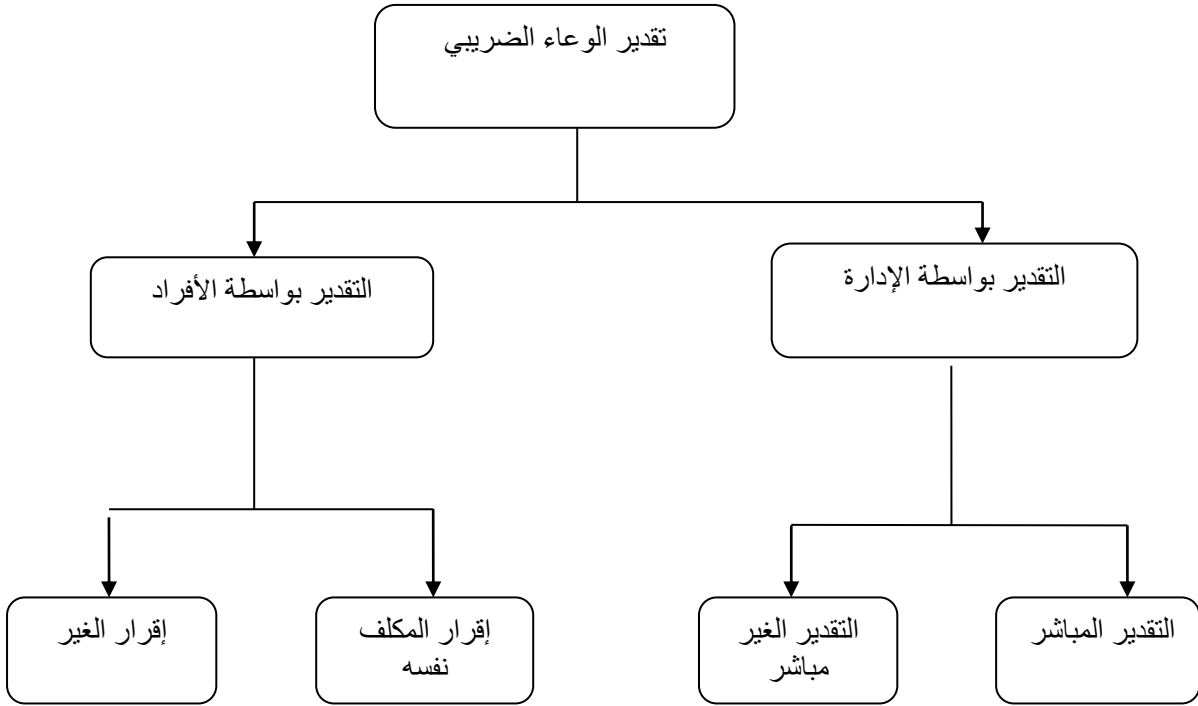 تقدير الوعاء الضريبي
التقدير بواسطة الإدارة
التقدير بواسطة الأفراد
التقدير المباشر
التقدير الغير
مباشر
إقرار المكلف
نفسه
إقرار الغير